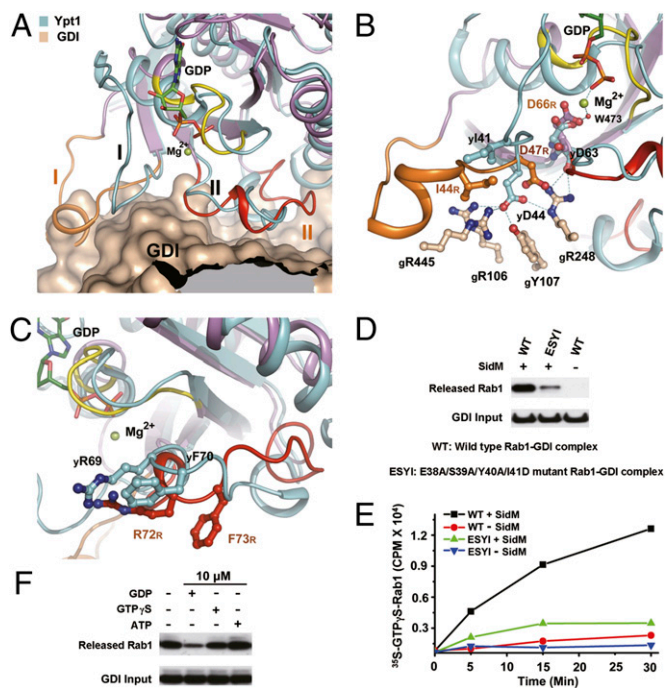 A
Ypt1
GDI
GDP
I
I
Mg2+
II
II
GDI
B
GDP
D66R
Mg2+
W473
yI41
D47R
yD63
I44R
yD44
gR445
gR248
gR106
gY107
C
GDP
Mg2+
yR69
yF70
R72R
F73R
D
WT
ESYI
WT
SidM + + -
Released Rab1
GDI Input
WT: Wild type Rab1-GDI complex
ESYI: E38A/S39A/Y40A/I41D mutant Rab1-GDI complex
E
WT + SidM
WT - SidM
ESYI + SidM
ESYI - SidM
35S-GTPγS-Rab1 (CPM X 10⁴)
1.2
0.9
0.6
0.3
0 5 10 15 20 25 30
Time (Min)
F
10 μM
GDP - + - -
GTPγS - - + -
ATP - - - +
Released Rab1
GDI Input